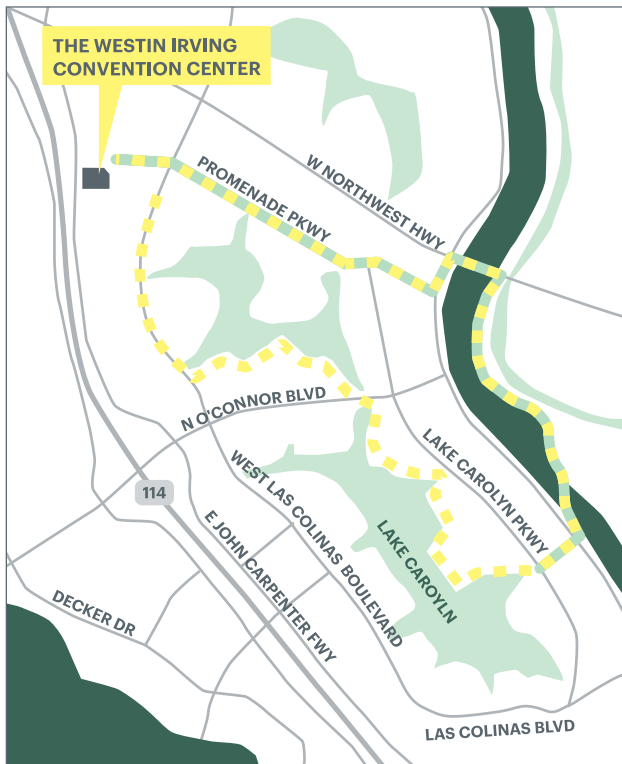 THE WESTIN IRVING
CONVENTION CENTER
W NORTHWEST HWY
PROMENADE PKWY
N O'CONNOR BLVD
LAKE CAROLYN PKWY
WEST LAS COLINAS BOULEVARD
114
LAKE CAROYLN
E JOHN CARPENTER FWY
DECKER DR
LAS COLINAS BLVD